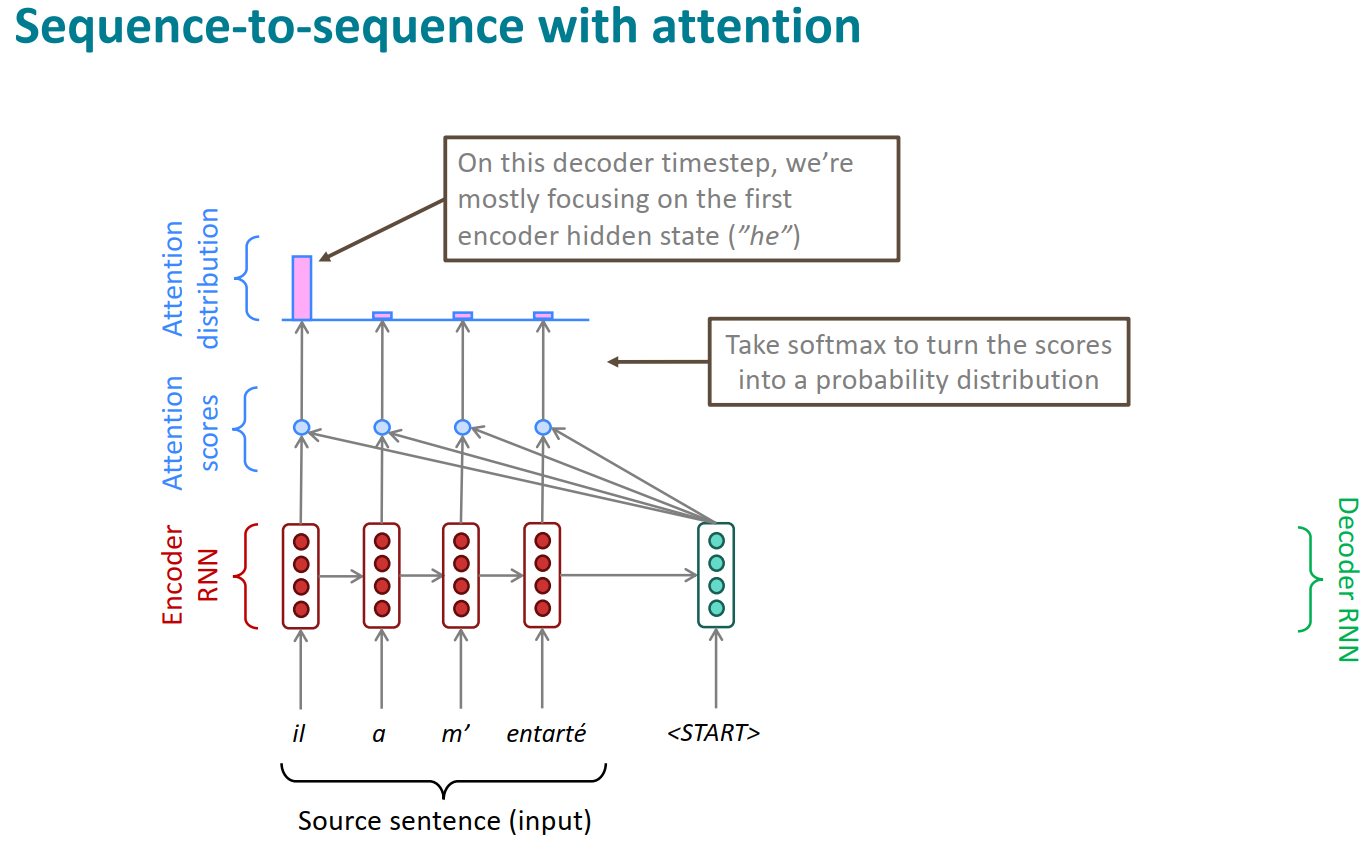 Sequence-to-sequence with attention
On this decoder timestep, we’re
mostly focusing on the first
encoder hidden state (”he”)
Attention
distribution
Take softmax to turn the scores
into a probability distribution
Attention
scores
Encoder
RNN
Decoder RNN
il a m’ entarté <START>
Source sentence (input)